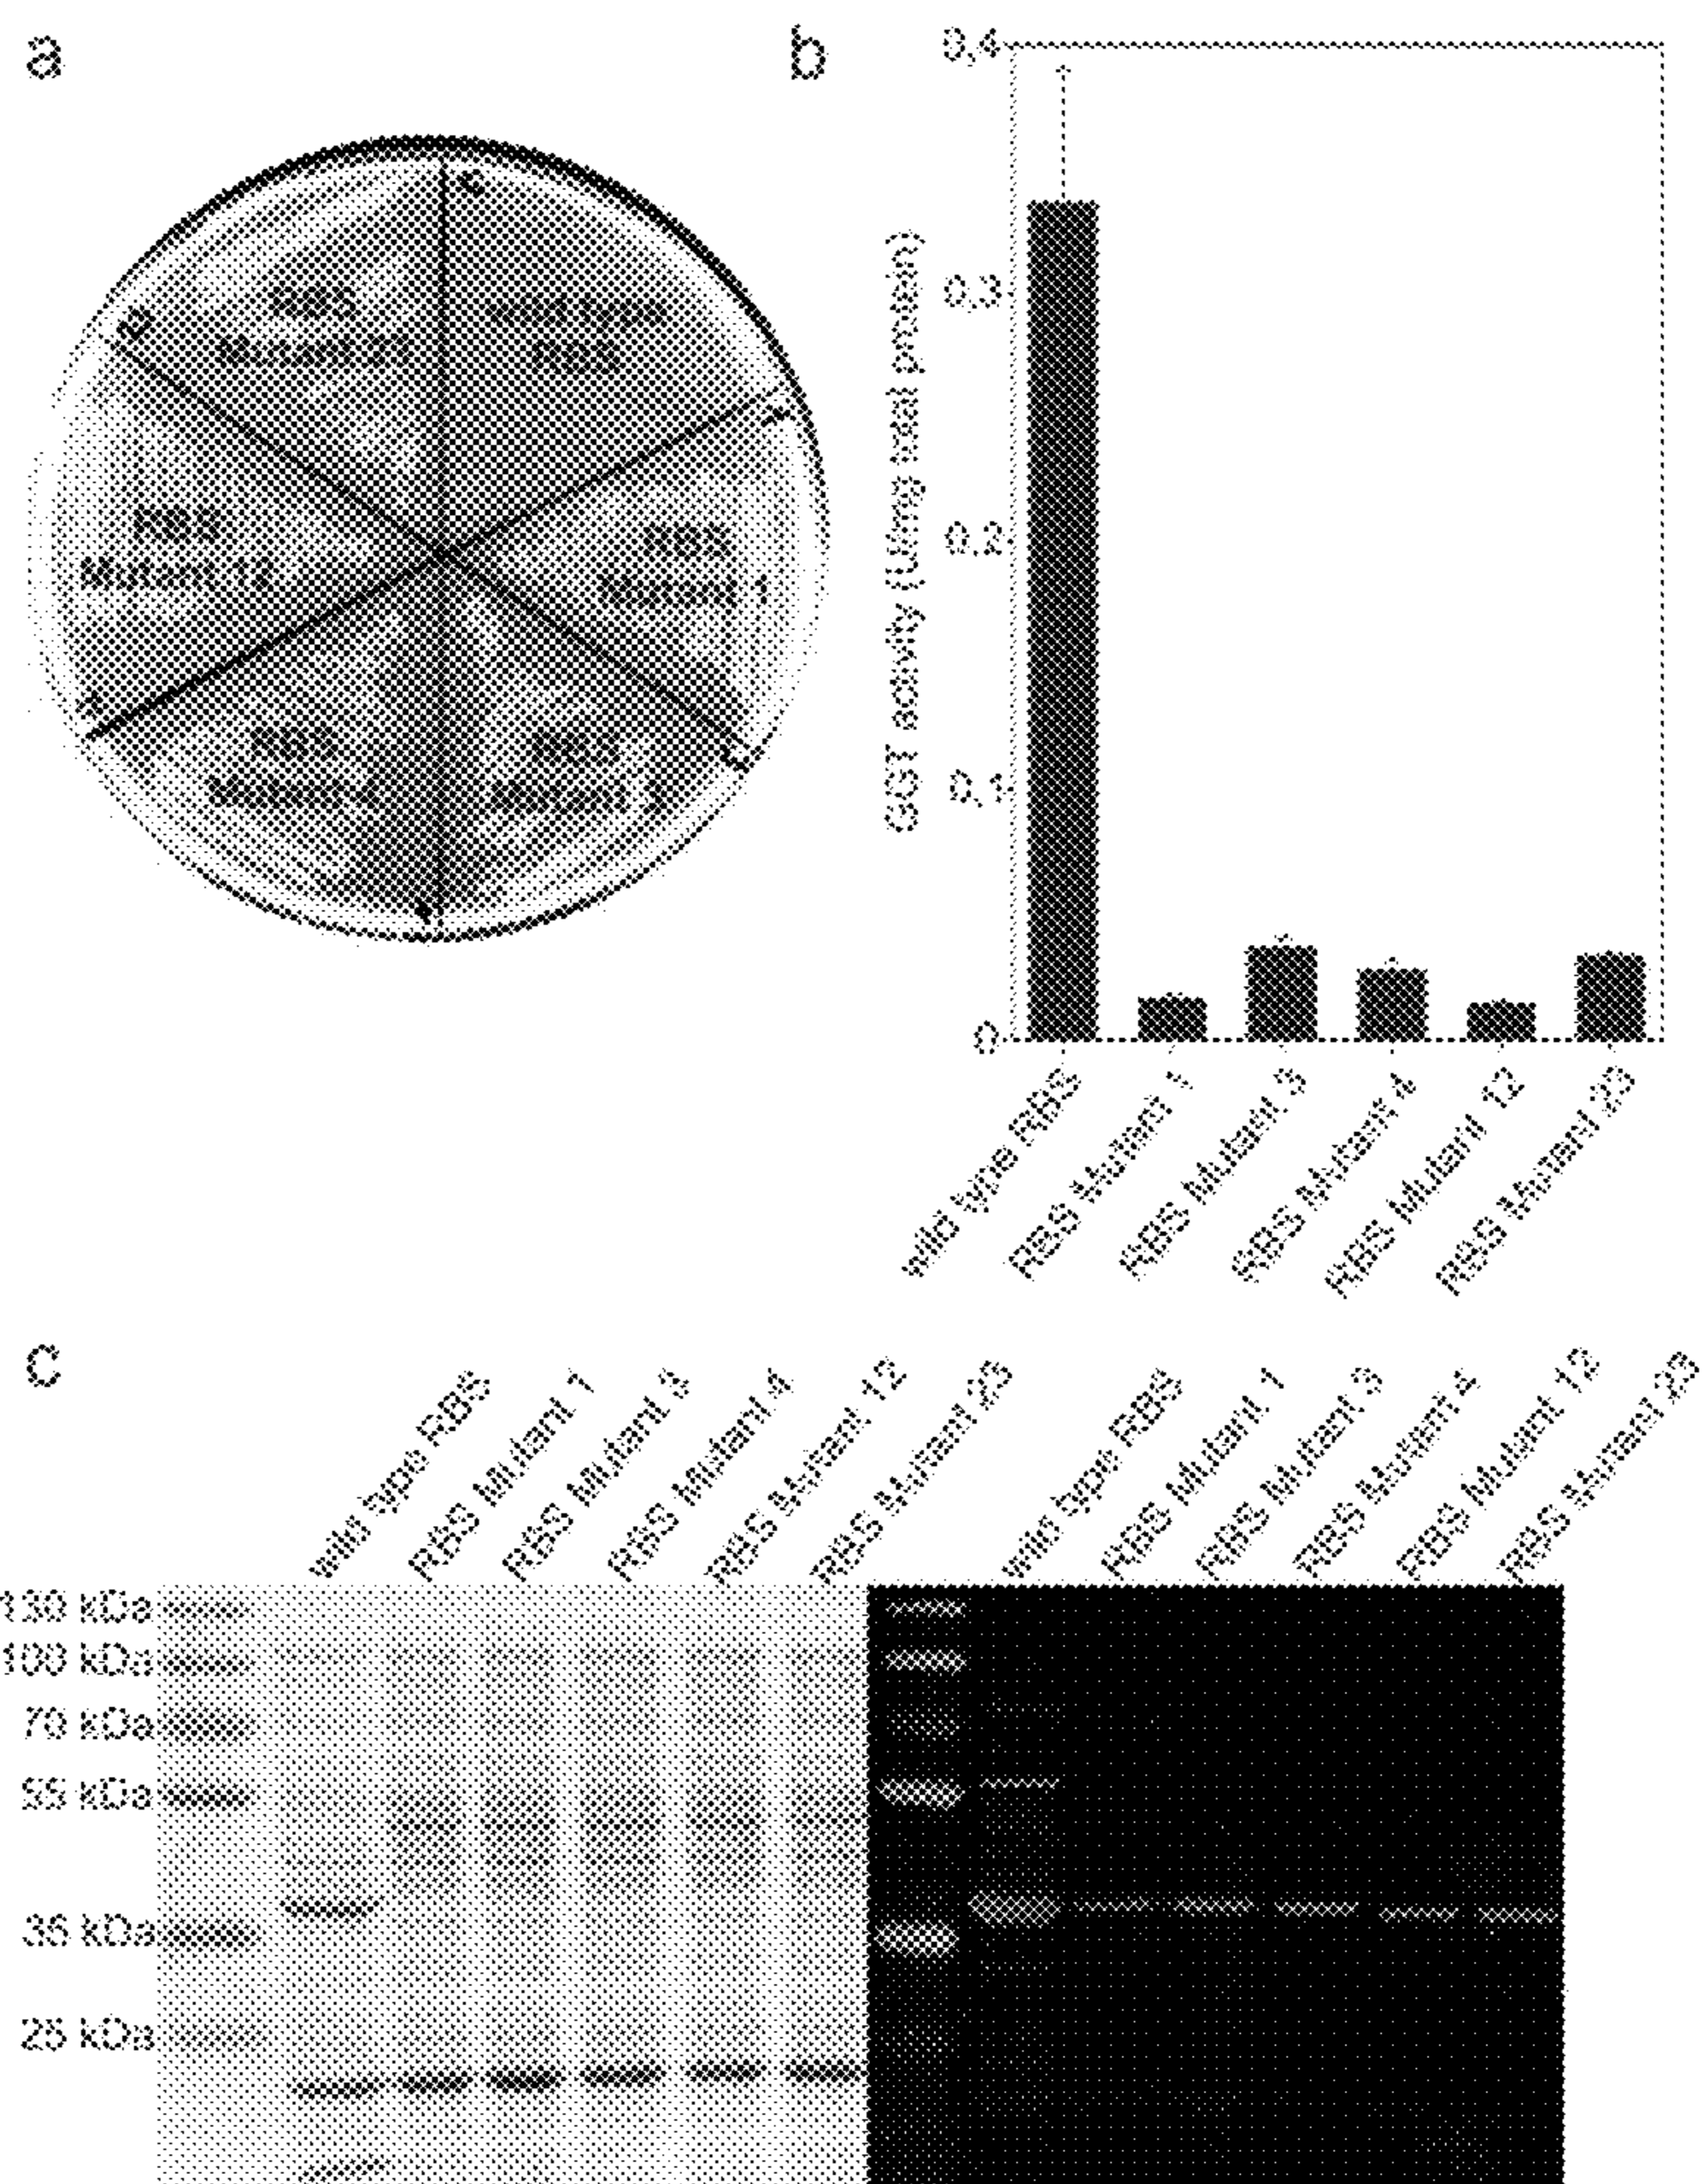 a
RBS
Mutant 23
wild type
RBS
RBS
Mutant 12
RBS
Mutant 1
RBS
Mutant 4
RBS
Mutant 3
b
GGT activity (U/mg total protein)
0,4
0,3
0,2
0,1
0
wild type RBS
RBS Mutant 1
RBS Mutant 3
RBS Mutant 4
RBS Mutant 12
RBS Mutant 23
c
wild type RBS
RBS Mutant 1
RBS Mutant 3
RBS Mutant 4
RBS Mutant 12
RBS Mutant 23
wild type RBS
RBS Mutant 1
RBS Mutant 3
RBS Mutant 4
RBS Mutant 12
RBS Mutant 23
130 kDa
100 kDa
70 kDa
55 kDa
35 kDa
25 kDa